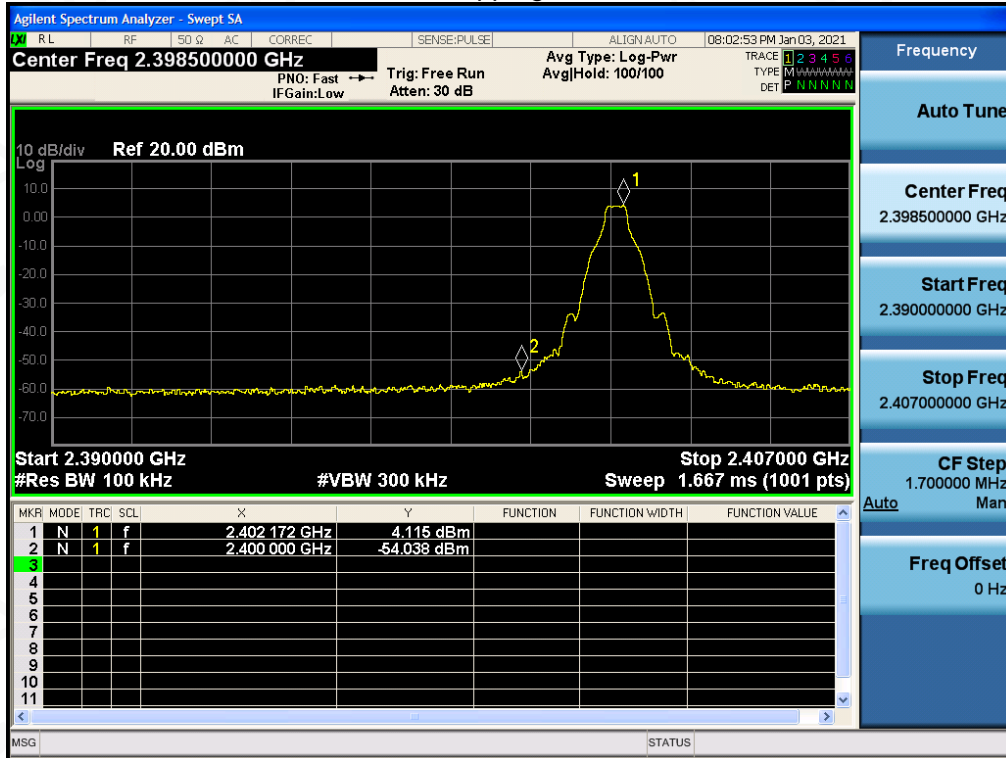 Agilent Spectrum Analyzer - Swept SA
LXI RL RF 50 Ω AC CORREC SENSE:PULSE ALIGN AUTO 08:02:53 PM Jan 03, 2021
Center Freq 2.398500000 GHz
PNO: Fast
IFGain:Low
Trig: Free Run
Atten: 30 dB
Avg Type: Log-Pwr
Avg|Hold: 100/100
TRACE 1 2 3 4 5 6
TYPE M WWWWW
DET P N N N N N
10 dB/div Ref 20.00 dBm
Log
10.0
0.00
-10.0
-20.0
-30.0
-40.0
-50.0
-60.0
-70.0
1
2
Start 2.390000 GHz Stop 2.407000 GHz
#Res BW 100 kHz #VBW 300 kHz Sweep 1.667 ms (1001 pts)
MKR MODE TRC SCL X Y FUNCTION FUNCTION WIDTH FUNCTION VALUE
1 N 1 f 2.402 172 GHz 4.115 dBm
2 N 1 f 2.400 000 GHz -54.038 dBm
3
4
5
6
7
8
9
10
11
MSG STATUS
Frequency
Auto Tune
Center Freq
2.398500000 GHz
Start Freq
2.390000000 GHz
Stop Freq
2.407000000 GHz
CF Step
1.700000 MHz
Auto Man
Freq Offset
0 Hz